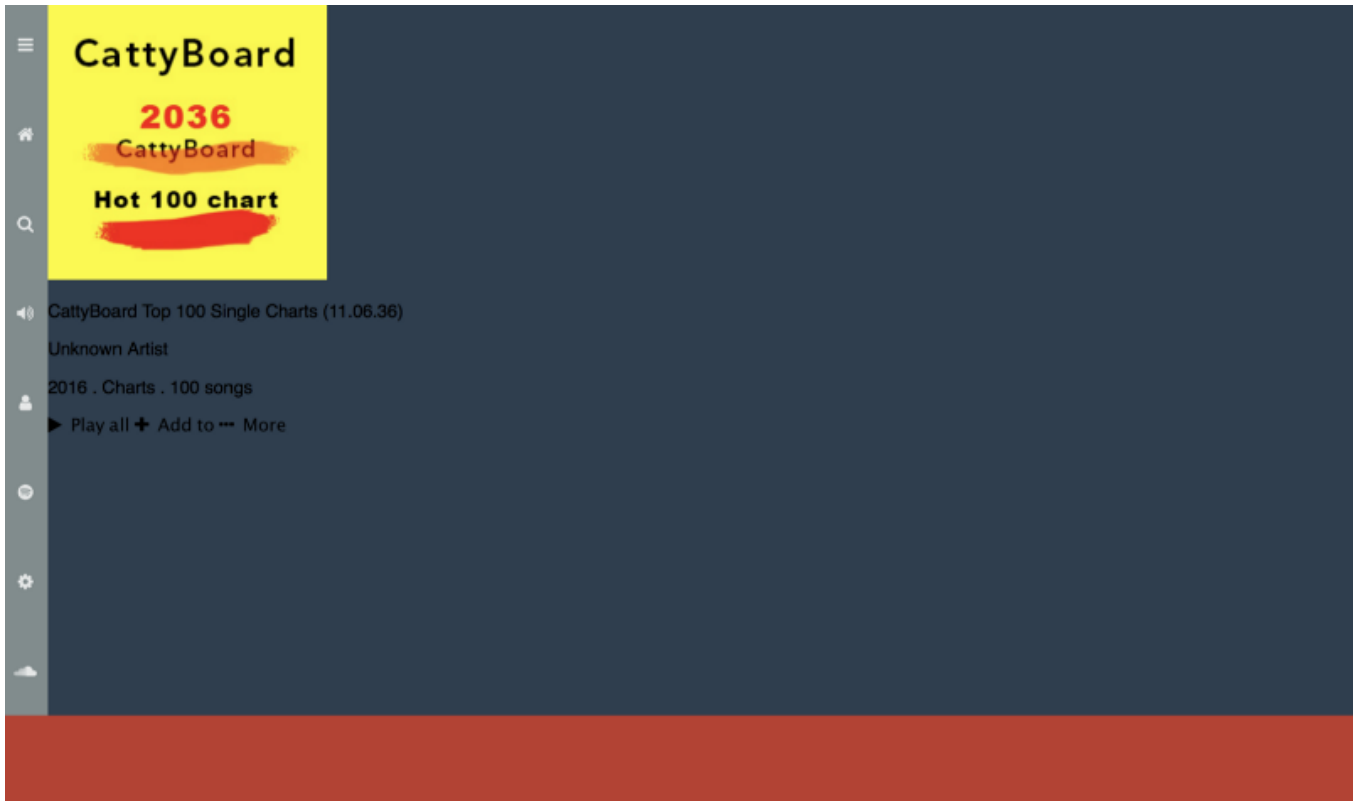 CattyBoard
2036
CattyBoard
Hot 100 chart
CattyBoard Top 100 Single Charts (11.06.36)
Unknown Artist
2016 . Charts . 100 songs
Play all Add to More